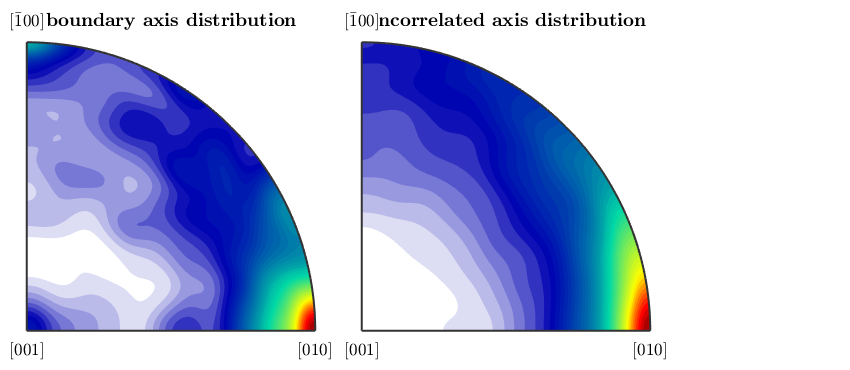 [1̄00]boundary axis distribution
[1̄00]ncorrelated axis distribution
[001] [010] [001] [010]